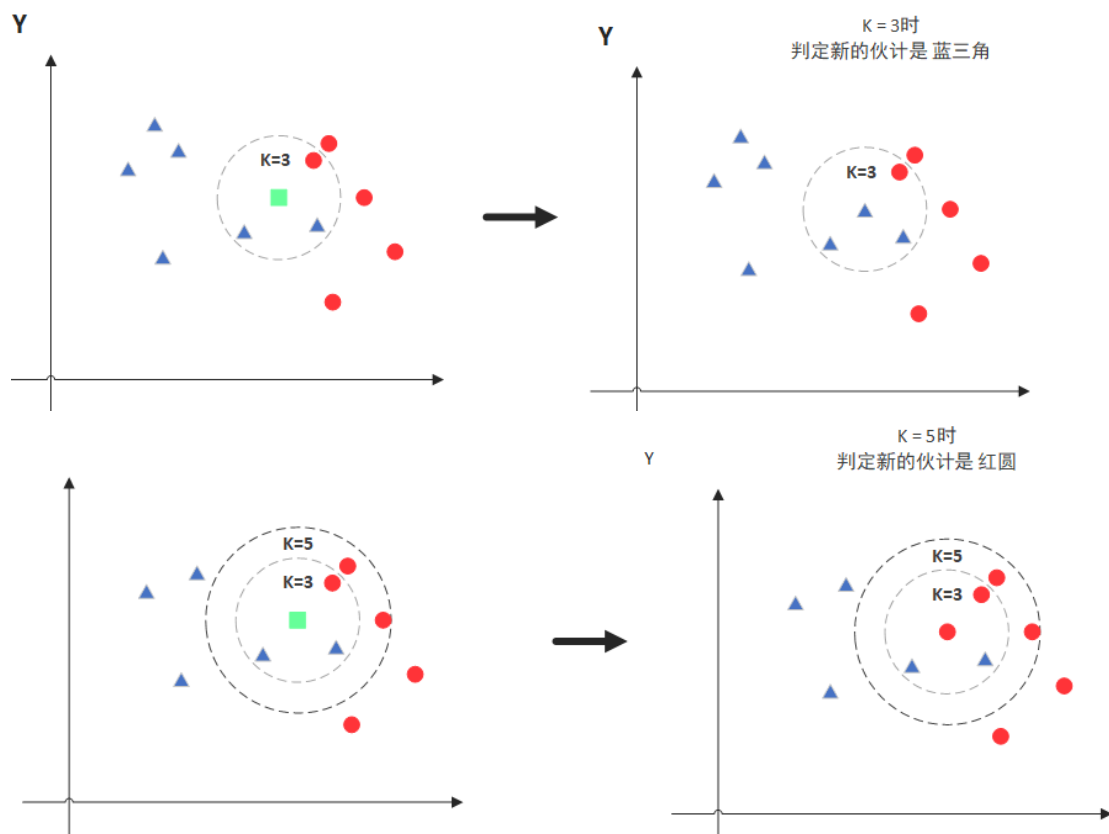 Y
K=3
K = 3时
判定新的伙计是 蓝三角
Y
K=3
K=5
K=3
K = 5时
判定新的伙计是 红圆
Y
K=5
K=3